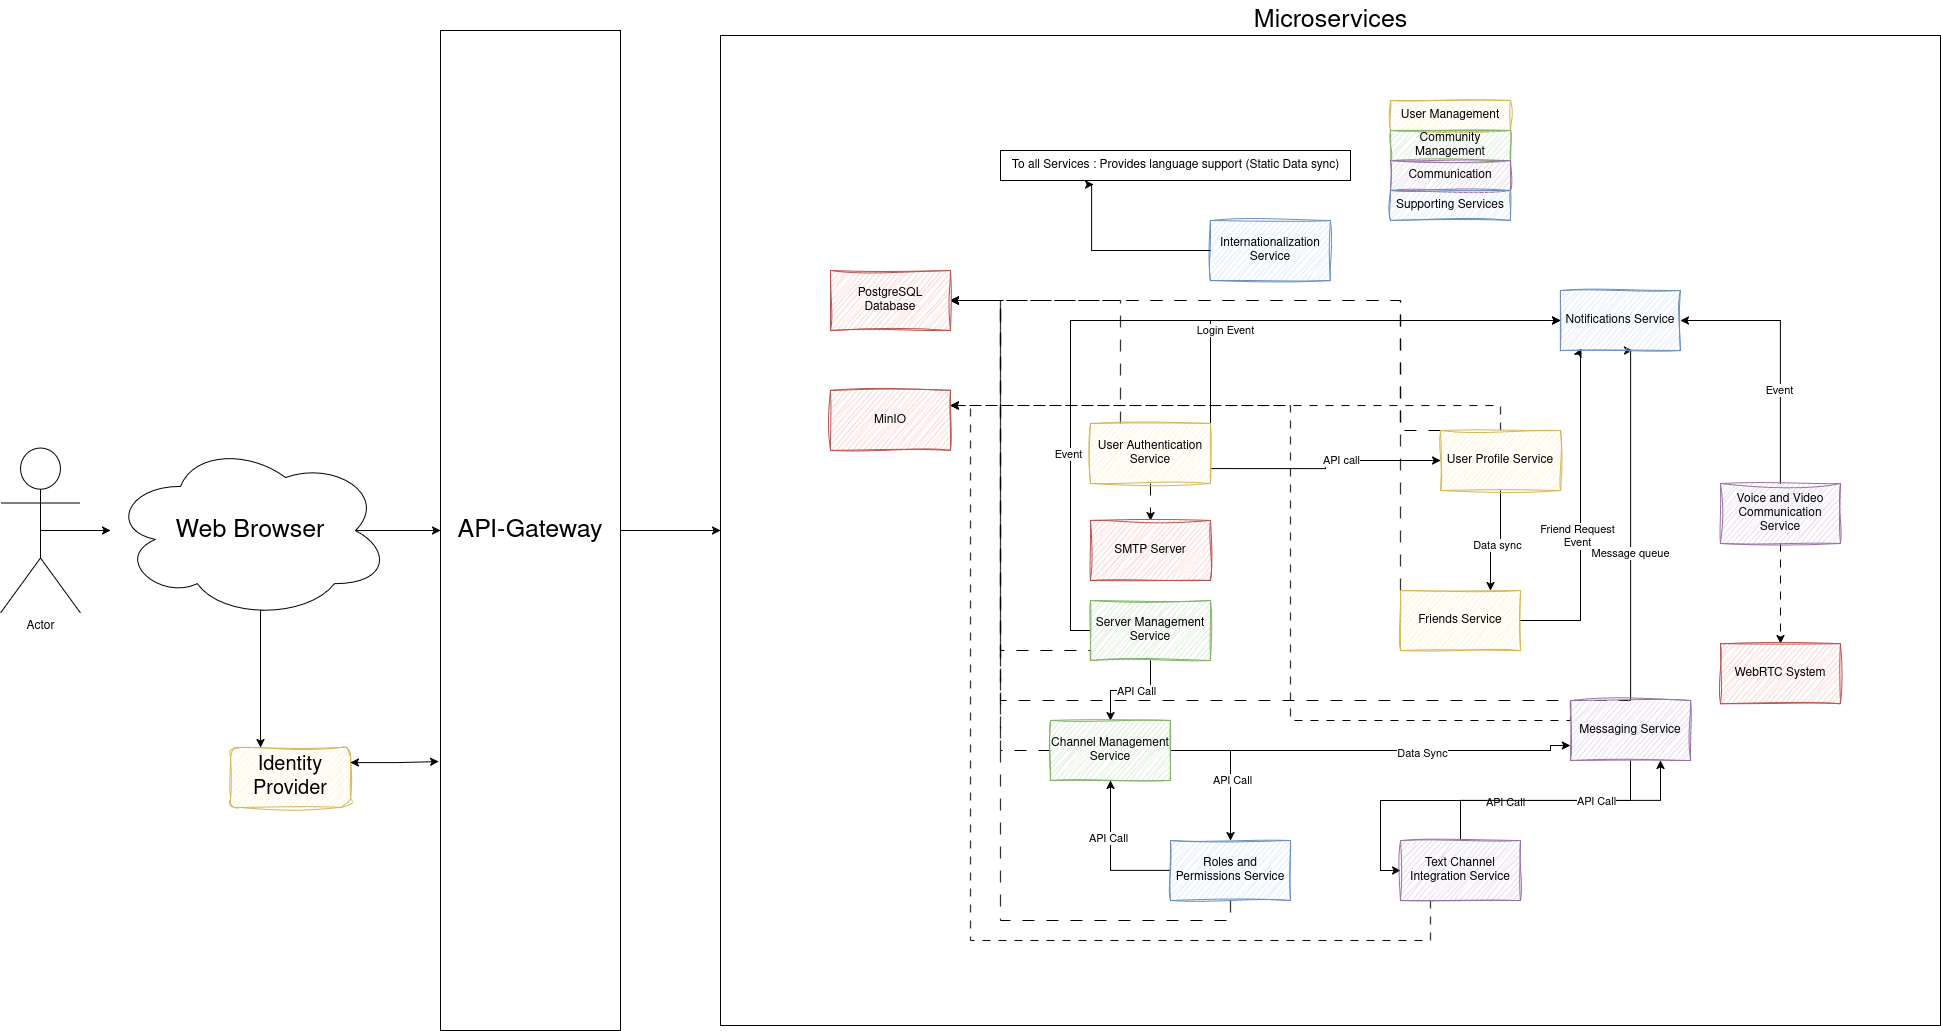 Microservices
User Management
Community
Management
Communication
Supporting Services
To all Services : Provides language support (Static Data sync)
Internationalization
Service
PostgreSQL
Database
Notifications Service
Login Event
MinIO
Event
Event
User Authentication
Service
API call
User Profile Service
Voice and Video
Communication
Service
Web Browser
API-Gateway
Friend Request
Event
Data sync
SMTP Server
Message queue
Actor
Server Management
Service
Friends Service
WebRTC System
API Call
Messaging Service
Channel Management
Service
Data Sync
Identity
Provider
API Call
API Call
API Call
API Call
Roles and
Permissions Service
Text Channel
Integration Service